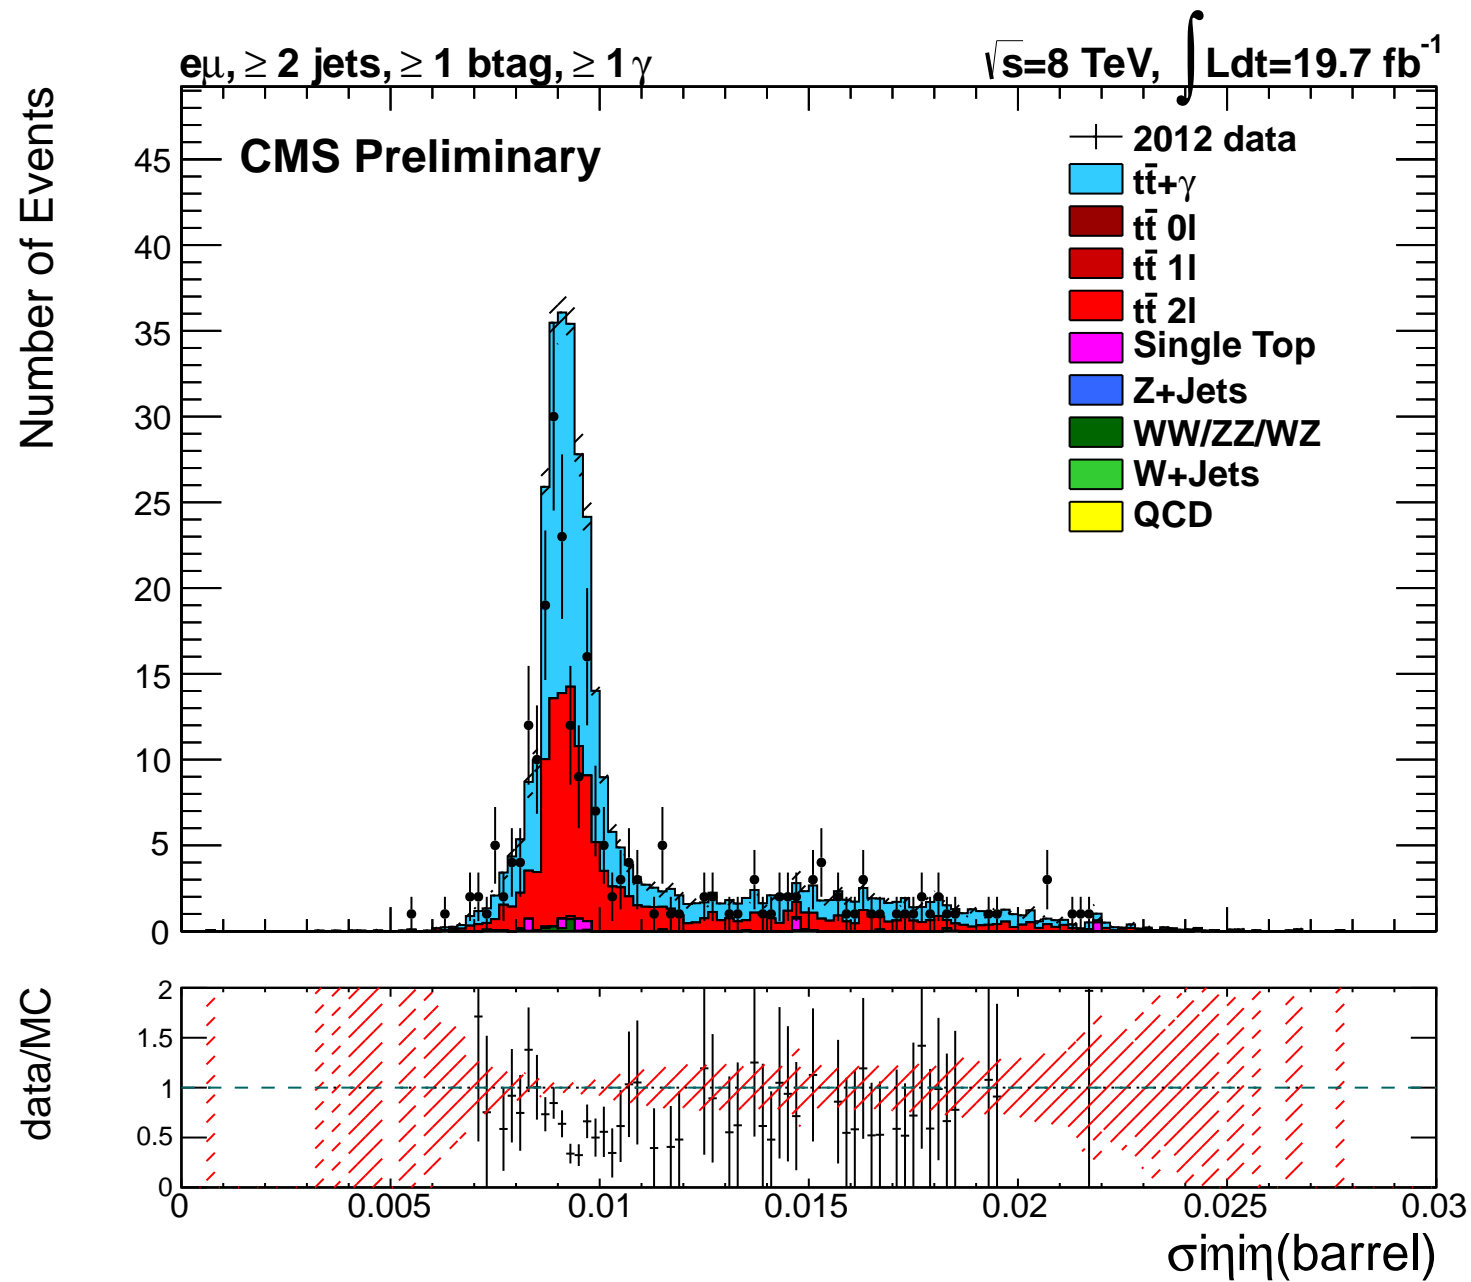 eμ, ≥ 2 jets, ≥ 1 btag, ≥ 1 γ
√s=8 TeV, ∫Ldt=19.7 fb⁻¹
Number of Events
CMS Preliminary
2012 data
tt̄+γ
tt̄ 0l
tt̄ 1l
tt̄ 2l
Single Top
Z+Jets
WW/ZZ/WZ
W+Jets
QCD
45
40
35
30
25
20
15
10
5
0
data/MC
2
1.5
1
0.5
0
0 0.005 0.01 0.015 0.02 0.025 0.03
σiηiη(barrel)